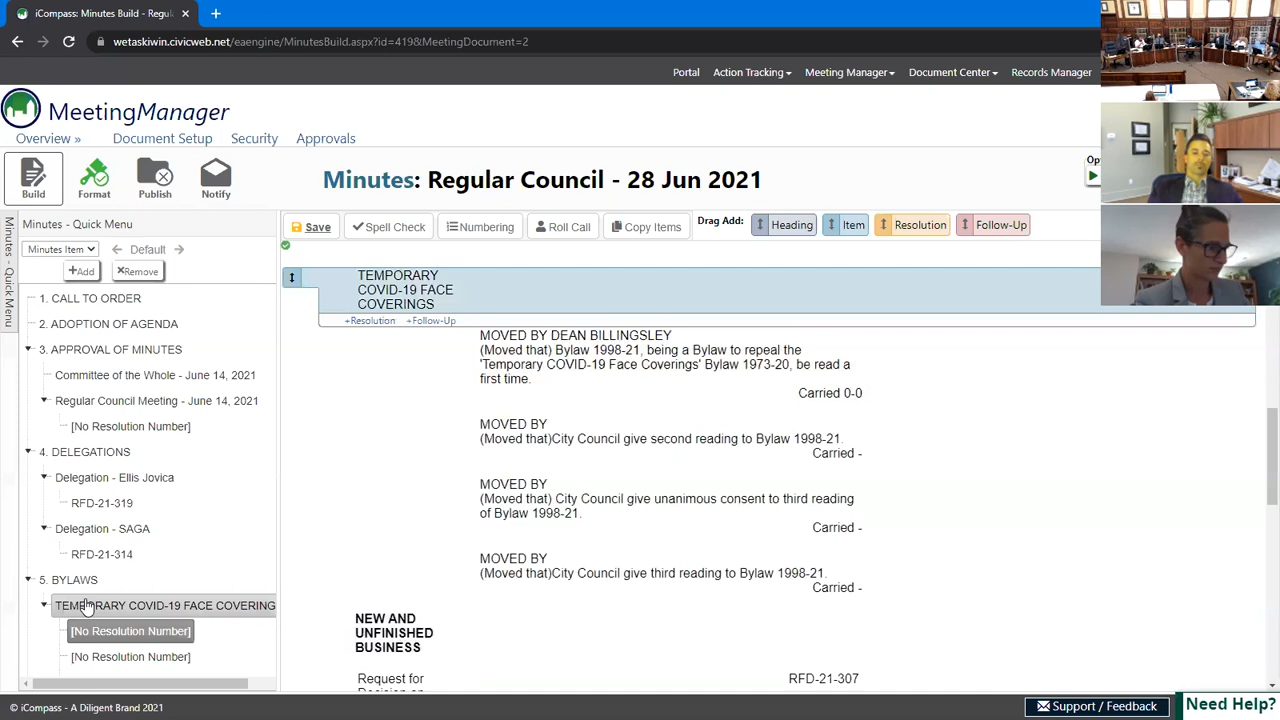 iCompass: Minutes Build - Regula
wetaskiwin.civicweb.net/eaengine/MinutesBuild.aspx?id=419&MeetingDocument=2
Portal Action Tracking Meeting Manager Document Center Records Manager
MeetingManager
Overview » Document Setup Security Approvals
Build Format Publish Notify
Minutes: Regular Council - 28 Jun 2021
Minutes - Quick Menu
Minutes - Quick Menu
Save Spell Check Numbering Roll Call Copy Items Drag Add: Heading Item Resolution Follow-Up
Minutes Item Default
+Add Remove
1. CALL TO ORDER
2. ADOPTION OF AGENDA
3. APPROVAL OF MINUTES
Committee of the Whole - June 14, 2021
Regular Council Meeting - June 14, 2021
[No Resolution Number]
4. DELEGATIONS
Delegation - Ellis Jovica
RFD-21-319
Delegation - SAGA
RFD-21-314
5. BYLAWS
TEMPORARY COVID-19 FACE COVERING
[No Resolution Number]
[No Resolution Number]
TEMPORARY
COVID-19 FACE
COVERINGS
+Resolution +Follow-Up
MOVED BY DEAN BILLINGSLEY
(Moved that) Bylaw 1998-21, being a Bylaw to repeal the
'Temporary COVID-19 Face Coverings' Bylaw 1973-20, be read a
first time.
Carried 0-0
MOVED BY
(Moved that)City Council give second reading to Bylaw 1998-21.
Carried -
MOVED BY
(Moved that) City Council give unanimous consent to third reading
of Bylaw 1998-21.
Carried -
MOVED BY
(Moved that)City Council give third reading to Bylaw 1998-21.
Carried -
NEW AND
UNFINISHED
BUSINESS
Request for
RFD-21-307
© iCompass - A Diligent Brand 2021
Support / Feedback
Need Help?